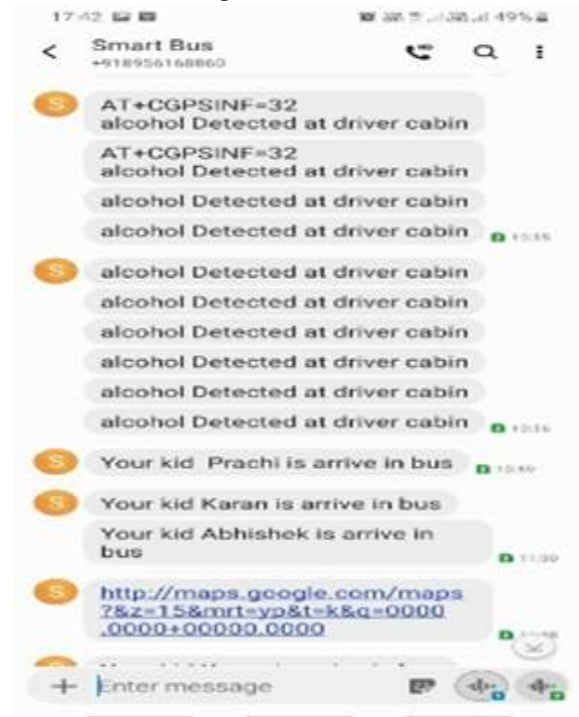 17:42
49%
Smart Bus
+918956168860
S
AT+CGPSINF=32
alcohol Detected at driver cabin
AT+CGPSINF=32
alcohol Detected at driver cabin
alcohol Detected at driver cabin
alcohol Detected at driver cabin
S
alcohol Detected at driver cabin
alcohol Detected at driver cabin
alcohol Detected at driver cabin
alcohol Detected at driver cabin
alcohol Detected at driver cabin
alcohol Detected at driver cabin
S
Your kid Prachi is arrive in bus
S
Your kid Karan is arrive in bus
Your kid Abhishek is arrive in
bus
S
http://maps.google.com/maps
?&z=15&mrt=yp&t=k&q=0000
.0000+00000.0000
Enter message